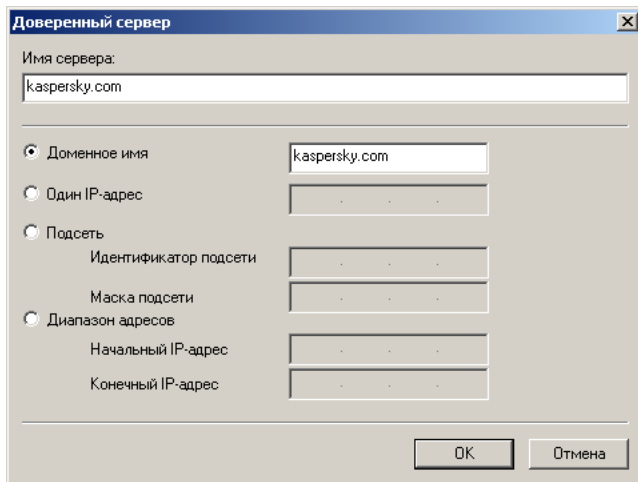 Доверенный сервер
Имя сервера:
kaspersky.com
Доменное имя
kaspersky.com
Один IP-адрес
Подсеть
Идентификатор подсети
Маска подсети
Диапазон адресов
Начальный IP-адрес
Конечный IP-адрес
OK Отмена